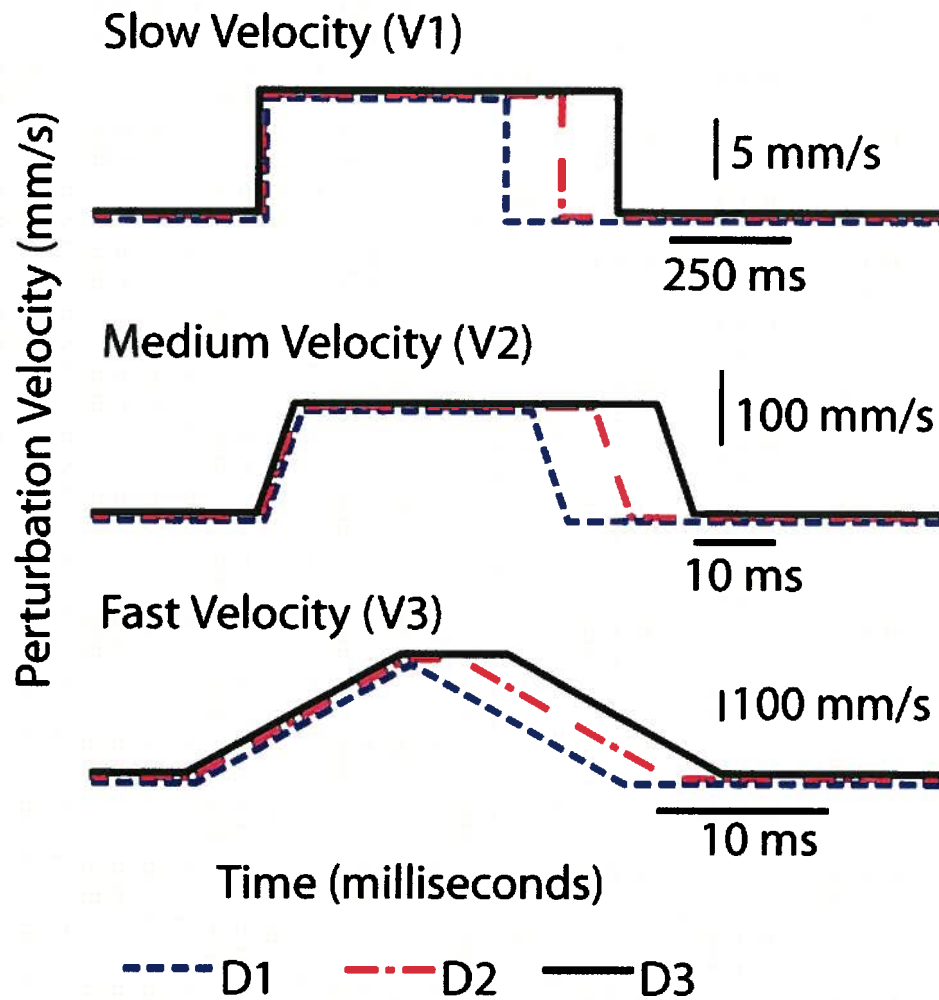 Slow Velocity (V1)
5 mm/s
250 ms
Perturbation Velocity (mm/s)
Medium Velocity (V2)
100 mm/s
10 ms
Fast Velocity (V3)
100 mm/s
10 ms
Time (milliseconds)
D1 D2 D3